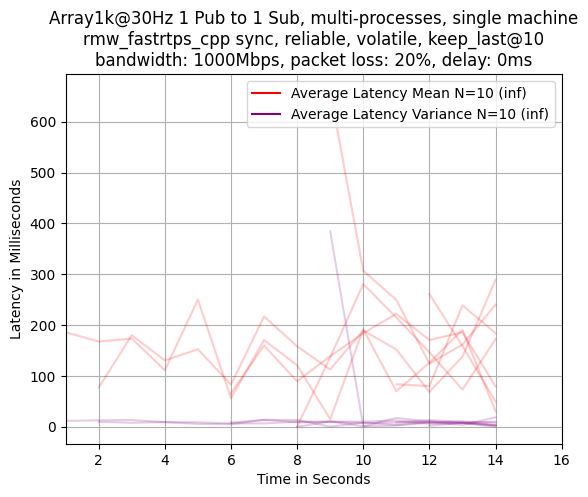 Array1k@30Hz 1 Pub to 1 Sub, multi-processes, single machine
rmw_fastrtps_cpp sync, reliable, volatile, keep_last@10
bandwidth: 1000Mbps, packet loss: 20%, delay: 0ms
Average Latency Mean N=10 (inf)
Average Latency Variance N=10 (inf)
Latency in Milliseconds
600
500
400
300
200
100
0
2 4 6 8 10 12 14 16
Time in Seconds